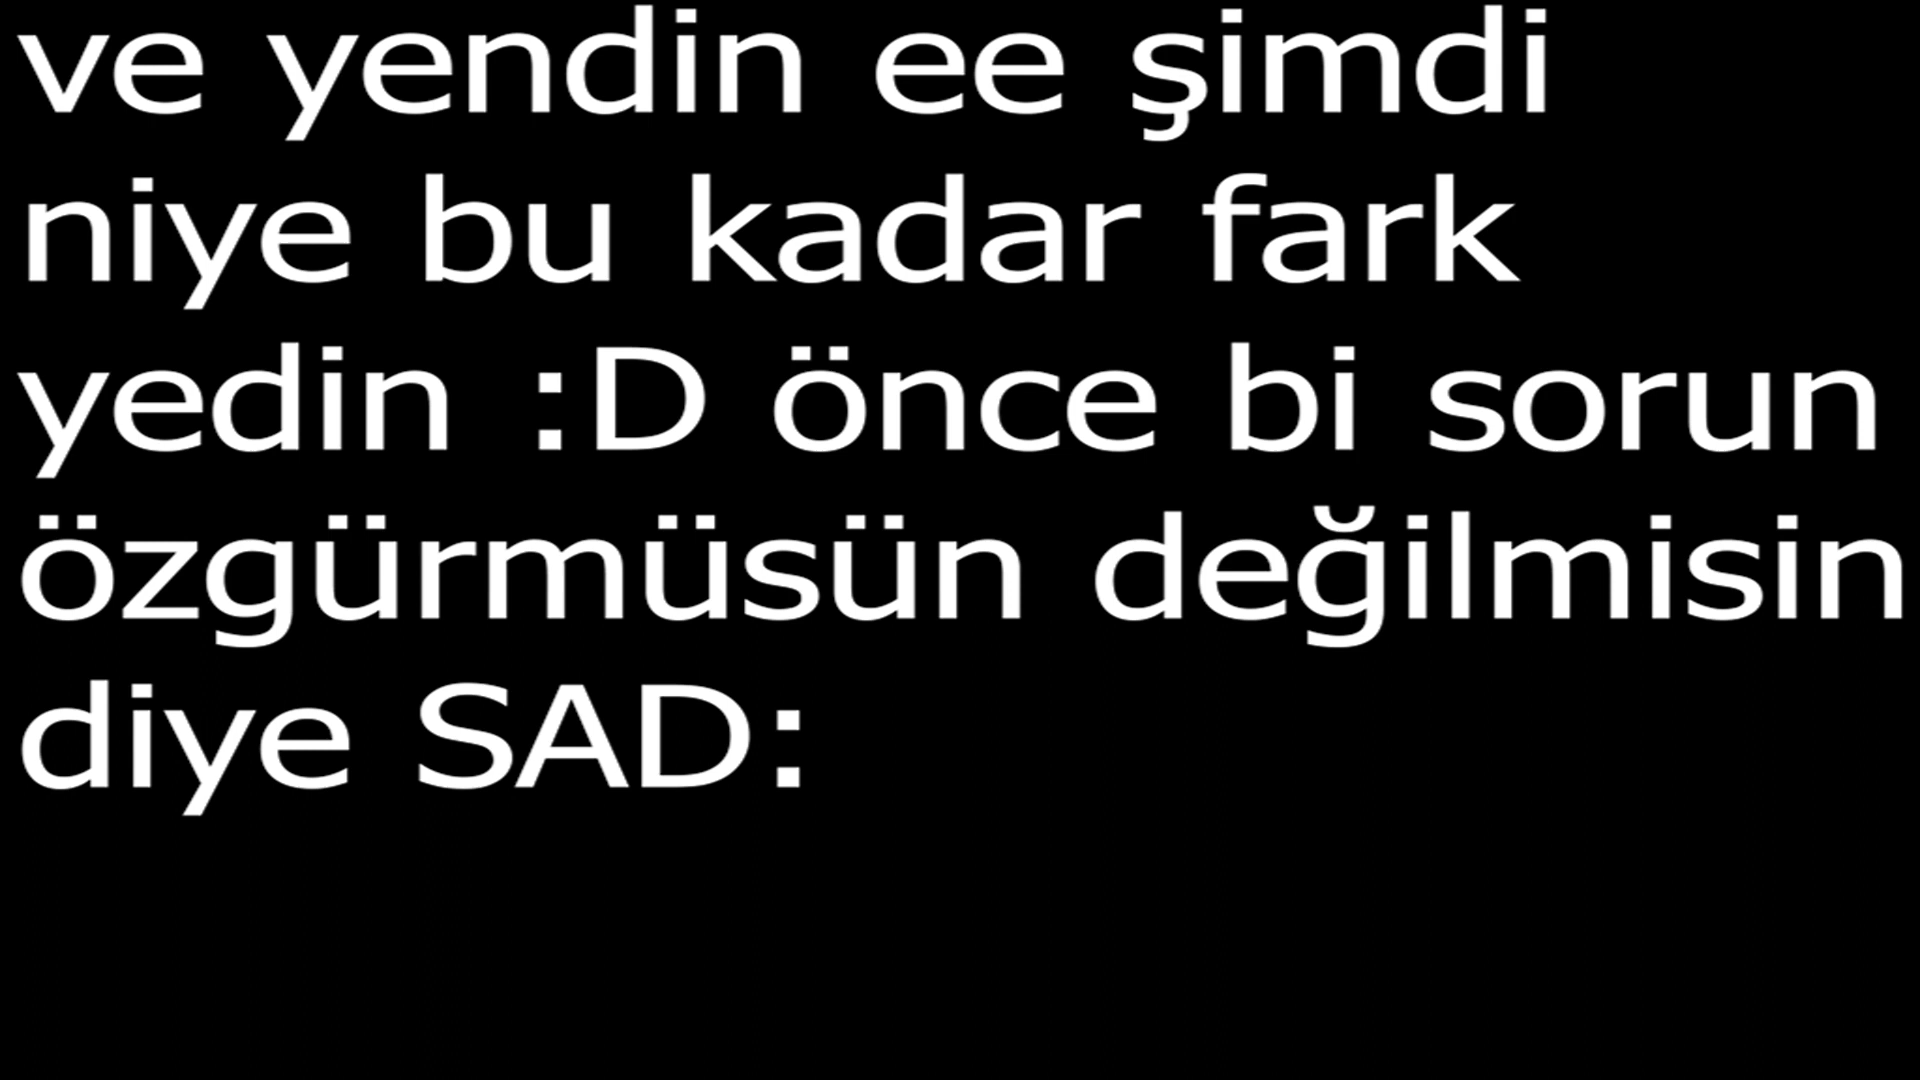 ve yendin ee şimdi
niye bu kadar fark
yedin :D önce bi sorun
özgürmüsün değilmisin
diye SAD: